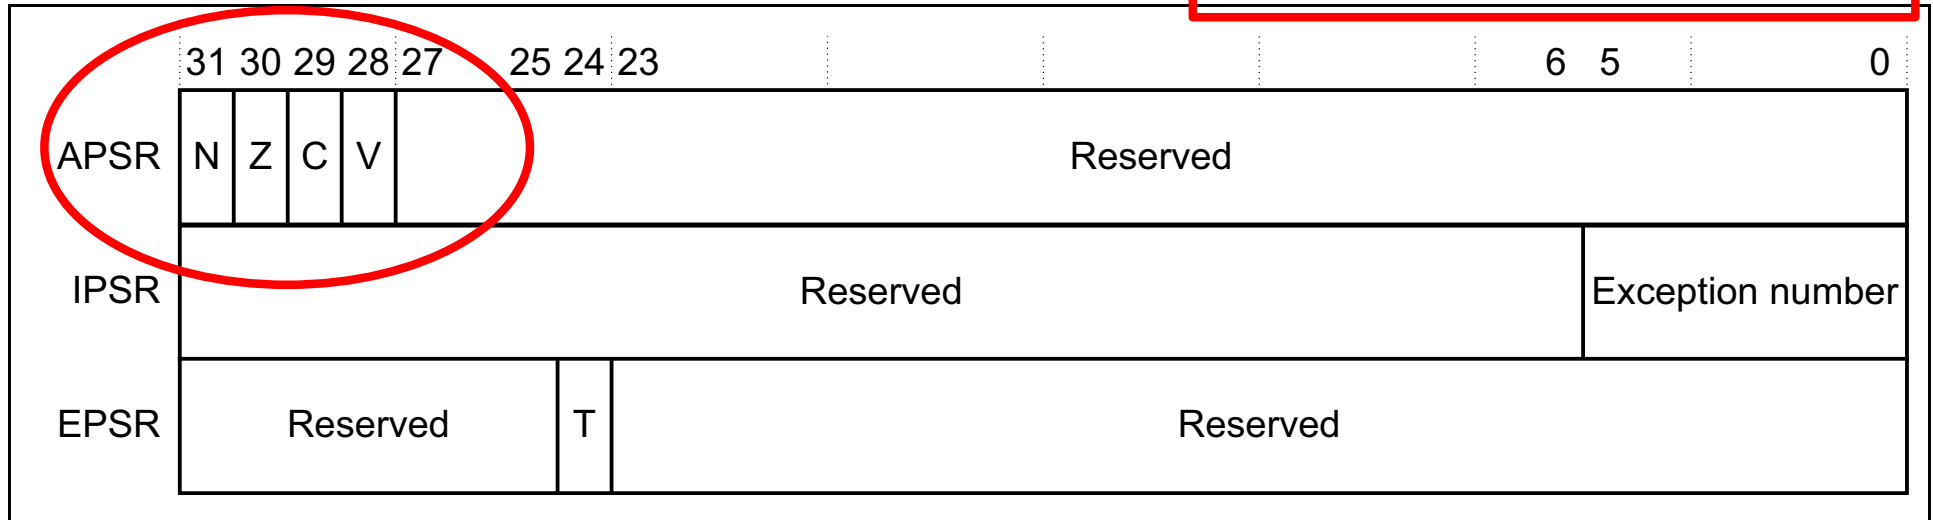 31 30 29 28 27 25 24 23 6 5 0
APSR N Z C V Reserved
IPSR Reserved Exception number
EPSR Reserved T Reserved